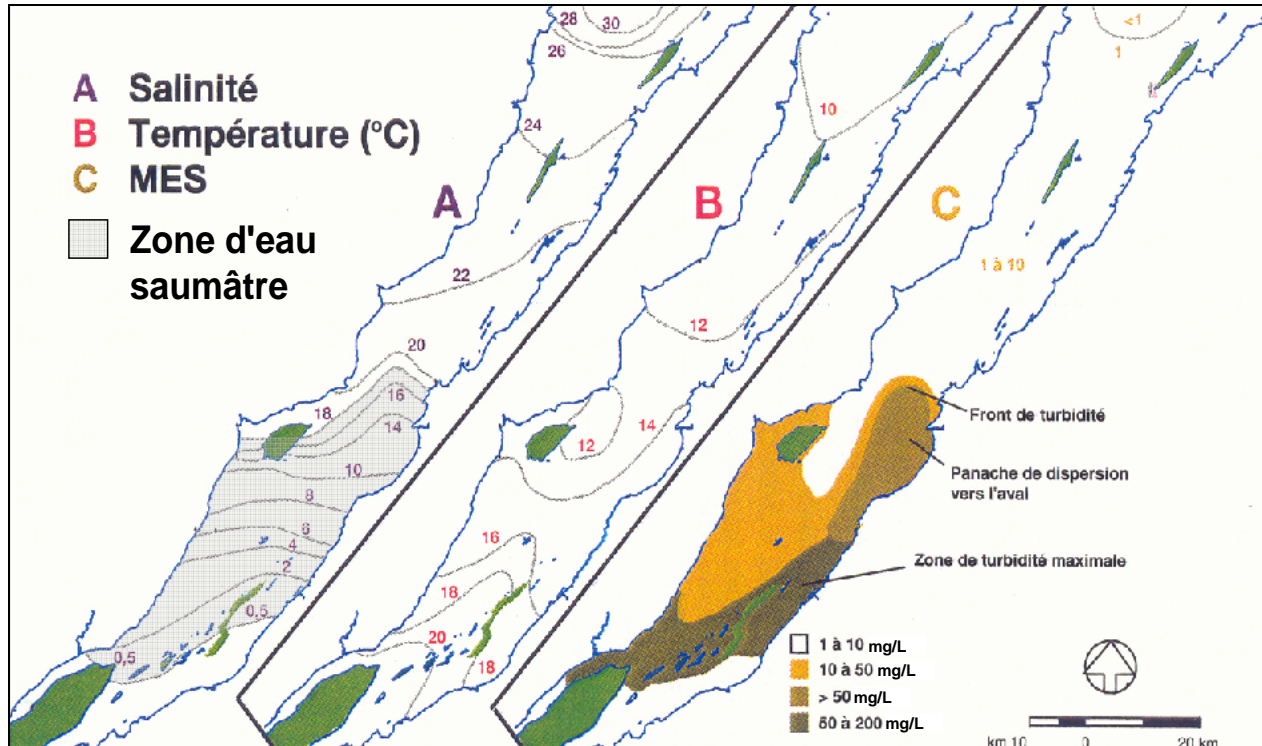 A Salinité
B Température (°C)
C MES
Zone d'eau
saumâtre
A
28
30
26
24
22
20
18
16
14
10
8
6
4
2
0,5
0,5
B
10
12
14
12
16
18
20
18
C
<1
1
1 à 10
Front de turbidité
Panache de dispersion
vers l'aval
Zone de turbidité maximale
1 à 10 mg/L
10 à 50 mg/L
> 50 mg/L
50 à 200 mg/L
km 10 0 20 km